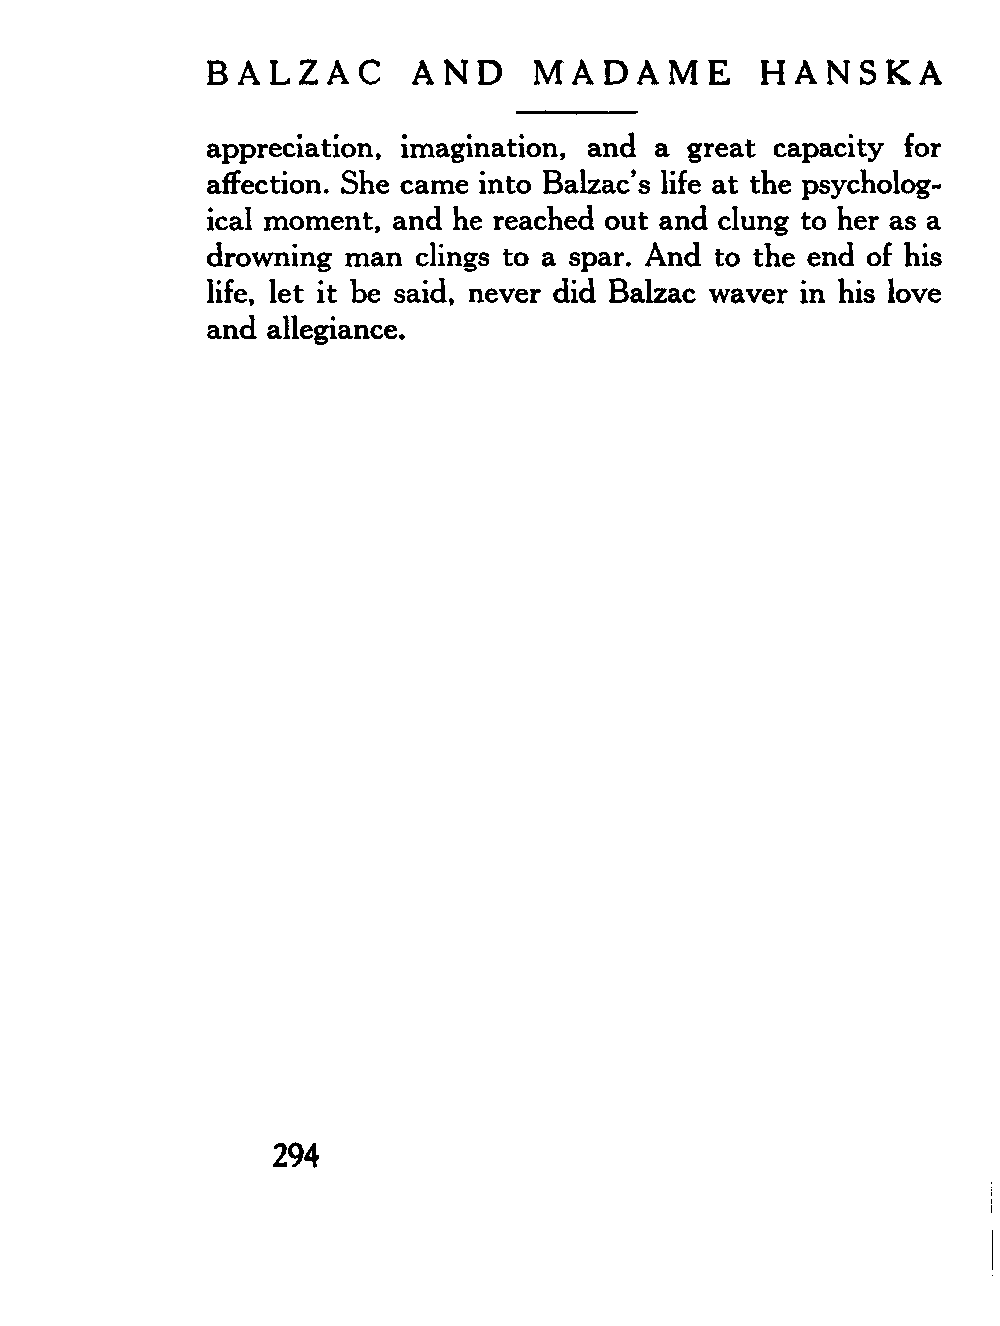 BALZAC AND MADAME HANSKA
appreciation, imagination, and a great capacity for
affection. She came into Balzac's life at the psycholog-
ical moment, and he reached out and clung to her as a
drowning man clings to a spar. And to the end of his
life, let it be said, never did Balzac waver in his love
and allegiance.
294